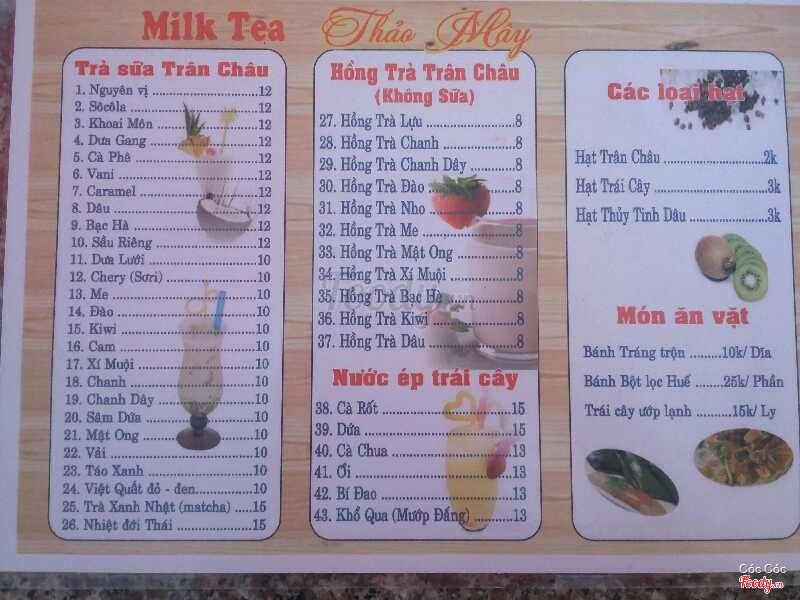 Milk Tea Thảo Mây
Trà sữa Trân Châu
1. Nguyên vị ........ 12
2. Sôcôla ........ 12
3. Khoai Môn ........ 12
4. Dưa Gang ........ 12
5. Cà Phê ........ 12
6. Vani ........ 12
7. Caramel ........ 12
8. Dâu ........ 12
9. Bạc Hà ........ 12
10. Sầu Riêng ........ 12
11. Dưa Lưới ........ 10
12. Chery (Sơri) ........ 10
13. Me ........ 10
14. Đào ........ 10
15. Kiwi ........ 10
16. Cam ........ 10
17. Xí Muội ........ 10
18. Chanh ........ 10
19. Chanh Dây ........ 10
20. Sâm Dứa ........ 10
21. Mật Ong ........ 10
22. Vải ........ 10
23. Táo Xanh ........ 10
24. Việt Quất đỏ - đen ........ 10
25. Trà Xanh Nhật (matcha) ........ 15
26. Nhiệt đới Thái ........ 15
Hồng Trà Trân Châu
(Không Sữa)
27. Hồng Trà Lựu ........ 8
28. Hồng Trà Chanh ........ 8
29. Hồng Trà Chanh Dây ........ 8
30. Hồng Trà Đào ........ 8
31. Hồng Trà Nho ........ 8
32. Hồng Trà Me ........ 8
33. Hồng Trà Mật Ong ........ 8
34. Hồng Trà Xí Muội ........ 8
35. Hồng Trà Bạc Hà ........ 8
36. Hồng Trà Kiwi ........ 8
37. Hồng Trà Dâu ........ 8
Nước ép trái cây
38. Cà Rốt ........ 15
39. Dứa ........ 15
40. Cà Chua ........ 13
41. Ổi ........ 13
42. Bí Đao ........ 13
43. Khổ Qua (Mướp Đắng) ........ 13
Các loại hạt
Hạt Trân Châu ........ 2k
Hạt Trái Cây ........ 3k
Hạt Thủy Tinh Dâu ........ 3k
Món ăn vặt
Bánh Tráng trộn ........ 10k/ Dĩa
Bánh Bột lọc Huế ........ 25k/ Phần
Trái cây ướp lạnh ........ 15k/ Ly
foody.vn
Cóc Cóc
Foody.vn